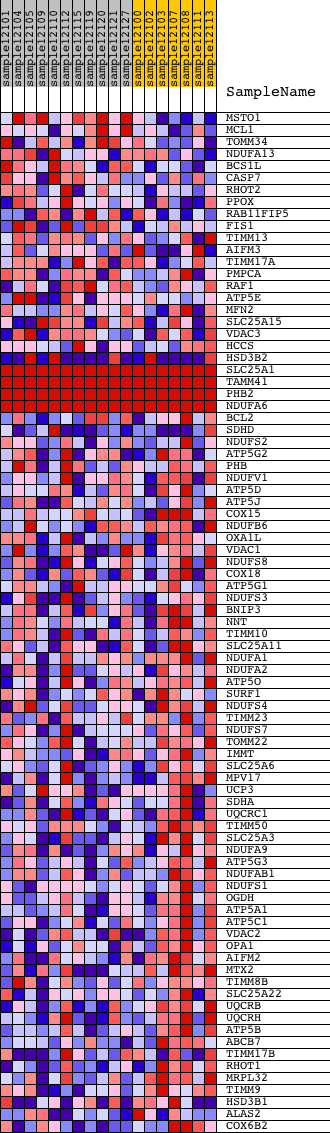 sample12101
sample12104
sample12105
sample12109
sample12110
sample12112
sample12115
sample12119
sample12120
sample12127
sample12100
sample12102
sample12103
sample12107
sample12108
sample12111
SampleName
MSTO1
MCL1
TOMM34
NDUFA13
BCS1L
CASP7
RHOT2
PPOX
RAB11FIP5
FIS1
TIMM13
AIFM3
TIMM17A
PMPCA
RAF1
ATP5E
MFN2
SLC25A15
VDAC3
HCCS
HSD3B2
SLC25A1
TAMM41
PHB2
NDUFA6
BCL2
SDHD
NDUFS2
ATP5G2
PHB
NDUFV1
ATP5D
ATP5J
COX15
NDUFB6
OXA1L
VDAC1
NDUFS8
COX18
ATP5G1
NDUFS3
BNIP3
NNT
TIMM10
SLC25A11
NDUFA1
NDUFA2
ATP5O
SURF1
NDUFS4
TIMM23
NDUFS7
TOMM22
IMMT
SLC25A6
MPV17
UCP3
SDHA
UQCRC1
TIMM50
SLC25A3
NDUFA9
ATP5G3
NDUFAB1
NDUFS1
OGDH
ATP5A1
ATP5C1
VDAC2
OPA1
AIFM2
MTX2
TIMM8B
SLC25A22
UQCRB
UQCRH
ATP5B
ABCB7
TIMM17B
RHOT1
MRPL32
TIMM9
HSD3B1
ALAS2
COX6B2